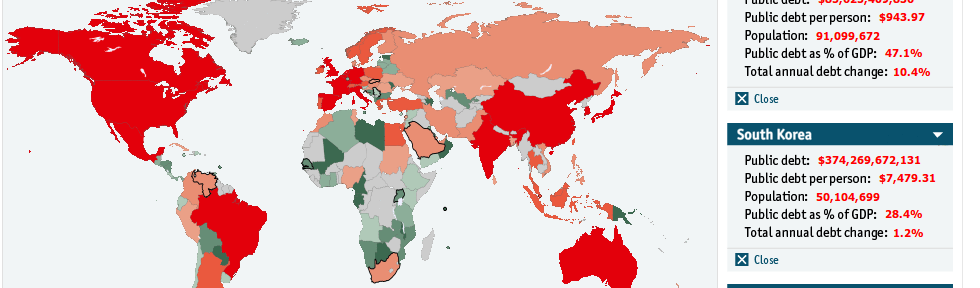 Public debt per person: $943.97
Population: 91,099,672
Public debt as % of GDP: 47.1%
Total annual debt change: 10.4%
Close
South Korea
Public debt: $374,269,672,131
Public debt per person: $7,479.31
Population: 50,104,699
Public debt as % of GDP: 28.4%
Total annual debt change: 1.2%
Close